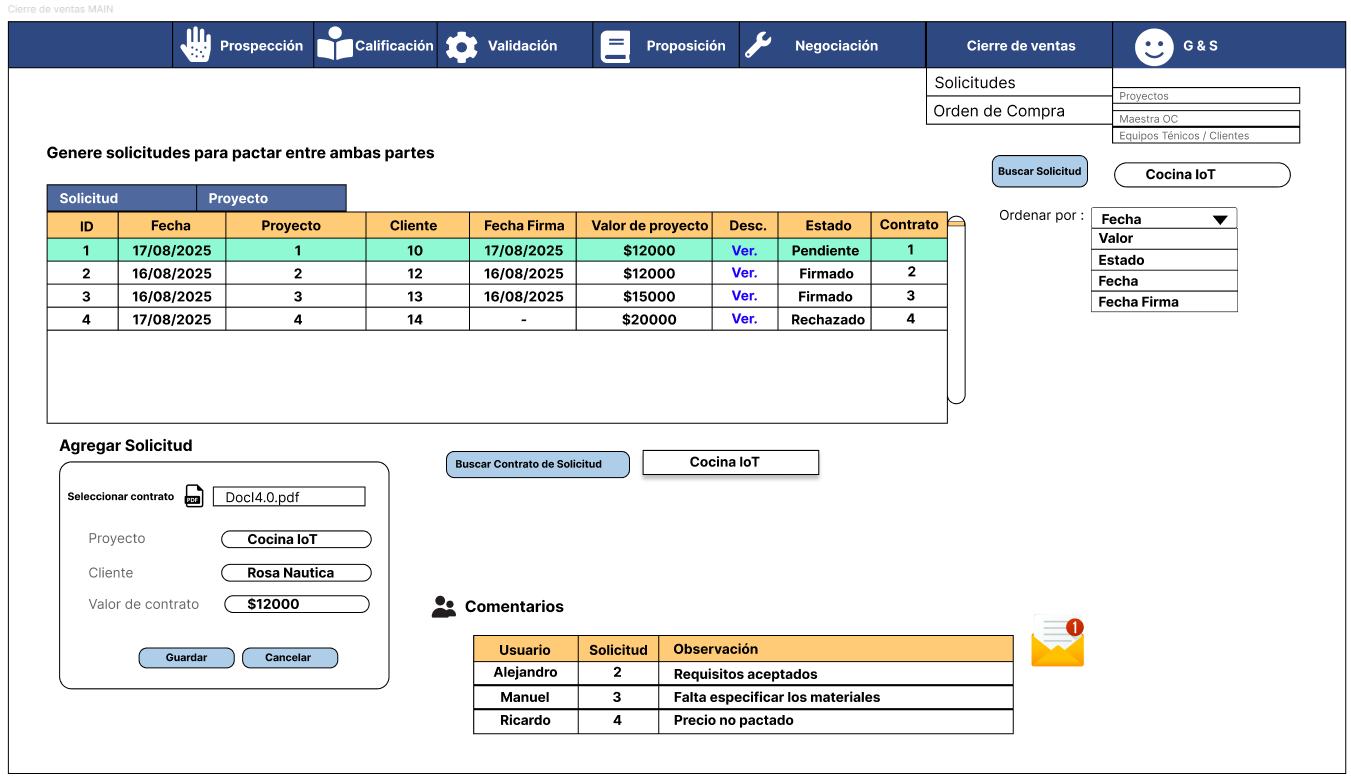 Cierre de ventas MAIN
Prospección Calificación Validación Proposición Negociación Cierre de ventas G & S
Solicitudes
Orden de Compra
Proyectos
Maestra OC
Equipos Ténicos / Clientes
Genere solicitudes para pactar entre ambas partes
Buscar Solicitud Cocina IoT
Solicitud Proyecto
Ordenar por : Fecha
Valor
Estado
Fecha
Fecha Firma
ID Fecha Proyecto Cliente Fecha Firma Valor de proyecto Desc. Estado Contrato
1 17/08/2025 1 10 17/08/2025 $12000 Ver. Pendiente 1
2 16/08/2025 2 12 16/08/2025 $12000 Ver. Firmado 2
3 16/08/2025 3 13 16/08/2025 $15000 Ver. Firmado 3
4 17/08/2025 4 14 - $20000 Ver. Rechazado 4
Agregar Solicitud
Seleccionar contrato PDF DocI4.0.pdf
Proyecto Cocina IoT
Cliente Rosa Nautica
Valor de contrato $12000
Guardar Cancelar
Buscar Contrato de Solicitud Cocina IoT
Comentarios
1
Usuario Solicitud Observación
Alejandro 2 Requisitos aceptados
Manuel 3 Falta especificar los materiales
Ricardo 4 Precio no pactado